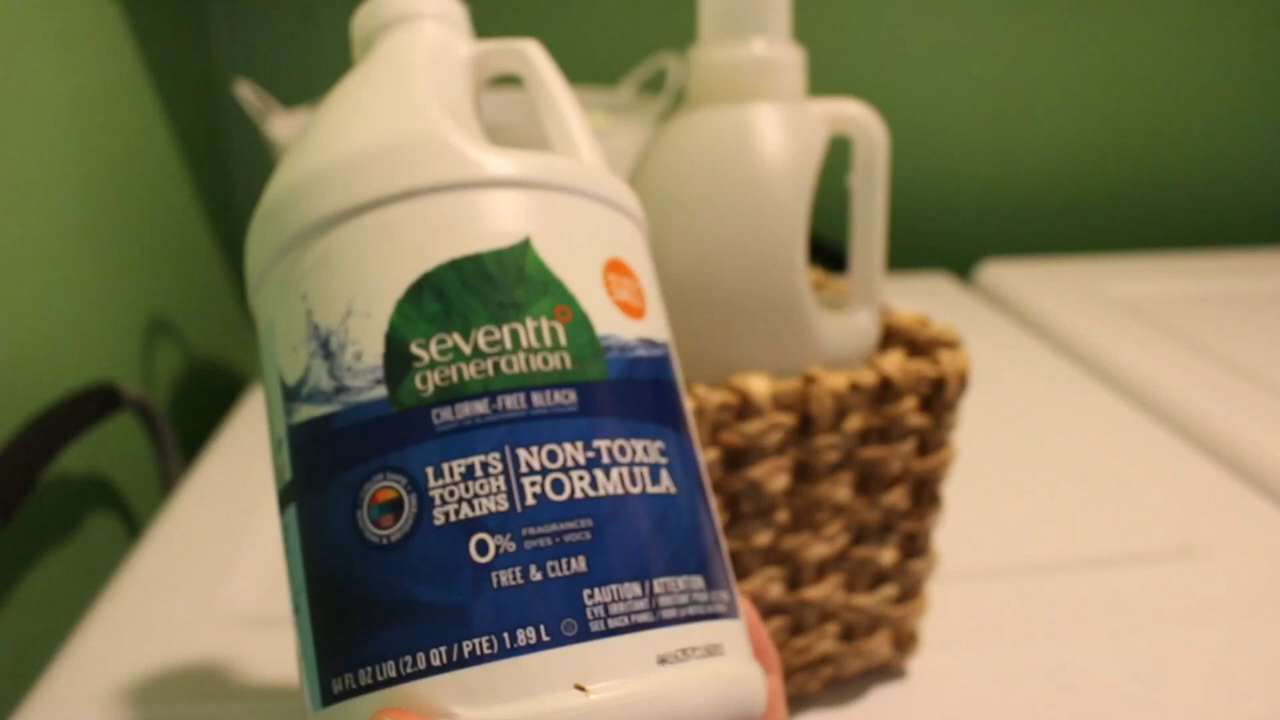 seventh
generation
CHLORINE-FREE BLEACH
LIFTS
TOUGH
STAINS
NON-TOXIC
FORMULA
0% FRAGRANCES
DYES • VOCS
FREE & CLEAR
CAUTION / ATTENTION
EYE IRRITANT /
SEE BACK PANEL /
64 FL OZ LIQ (2.0 QT / PTE) 1.89 L